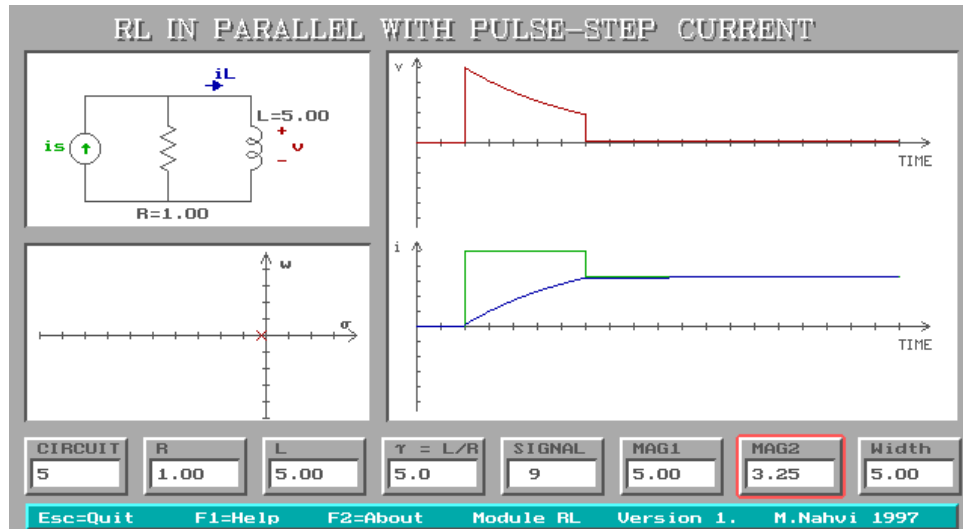 RL IN PARALLEL WITH PULSE-STEP CURRENT
iL
L=5.00
is
+
v
−
R=1.00
v
TIME
i
TIME
ω
σ
CIRCUIT
5
R
1.00
L
5.00
τ = L/R
5.0
SIGNAL
9
MAG1
5.00
MAG2
3.25
Width
5.00
Esc=Quit F1=Help F2=About Module RL Version 1. M.Nahvi 1997